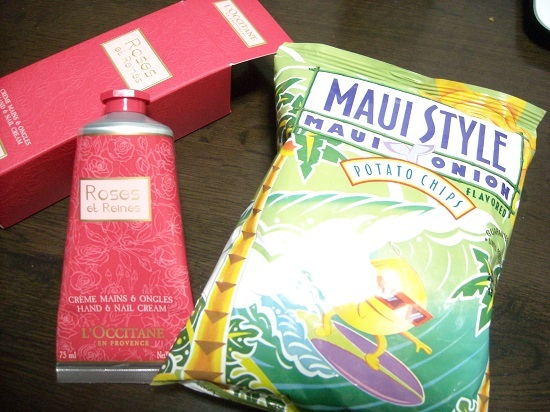 L'OCCITANE
Roses
et Reines
CRÈME MAINS & ONGLES
HAND & NAIL CREAM
Roses
et Reines
CRÈME MAINS & ONGLES
HAND & NAIL CREAM
L'OCCITANE
EN PROVENCE
75 ml
MAUI STYLE
MAUI ONION
FLAVORED
POTATO CHIPS